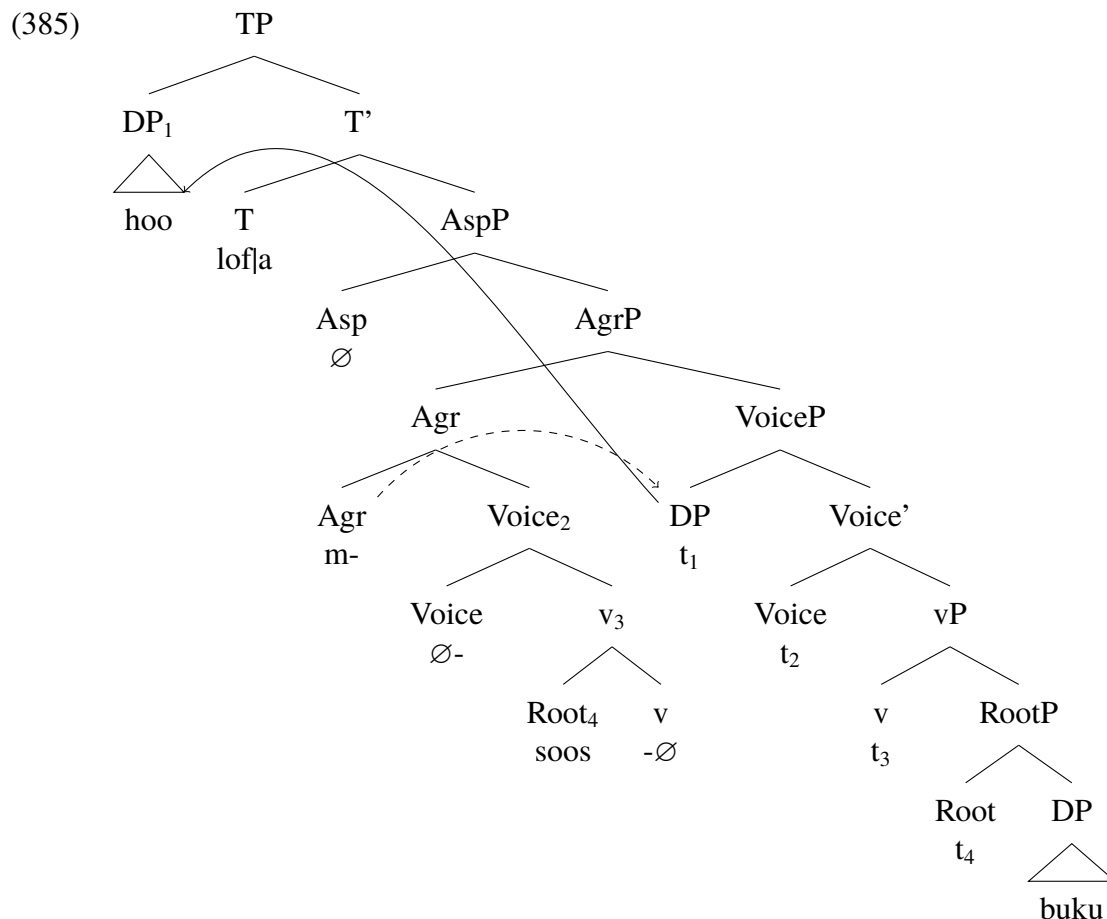 (385) TP
DP₁ T’
hoo T AspP
lof|a
Asp AgrP
∅
Agr VoiceP
Agr Voice₂ DP Voice’
m- t₁
Voice v₃ Voice vP
∅- t₂
Root₄ v v RootP
soos -∅ t₃
Root DP
t₄
buku